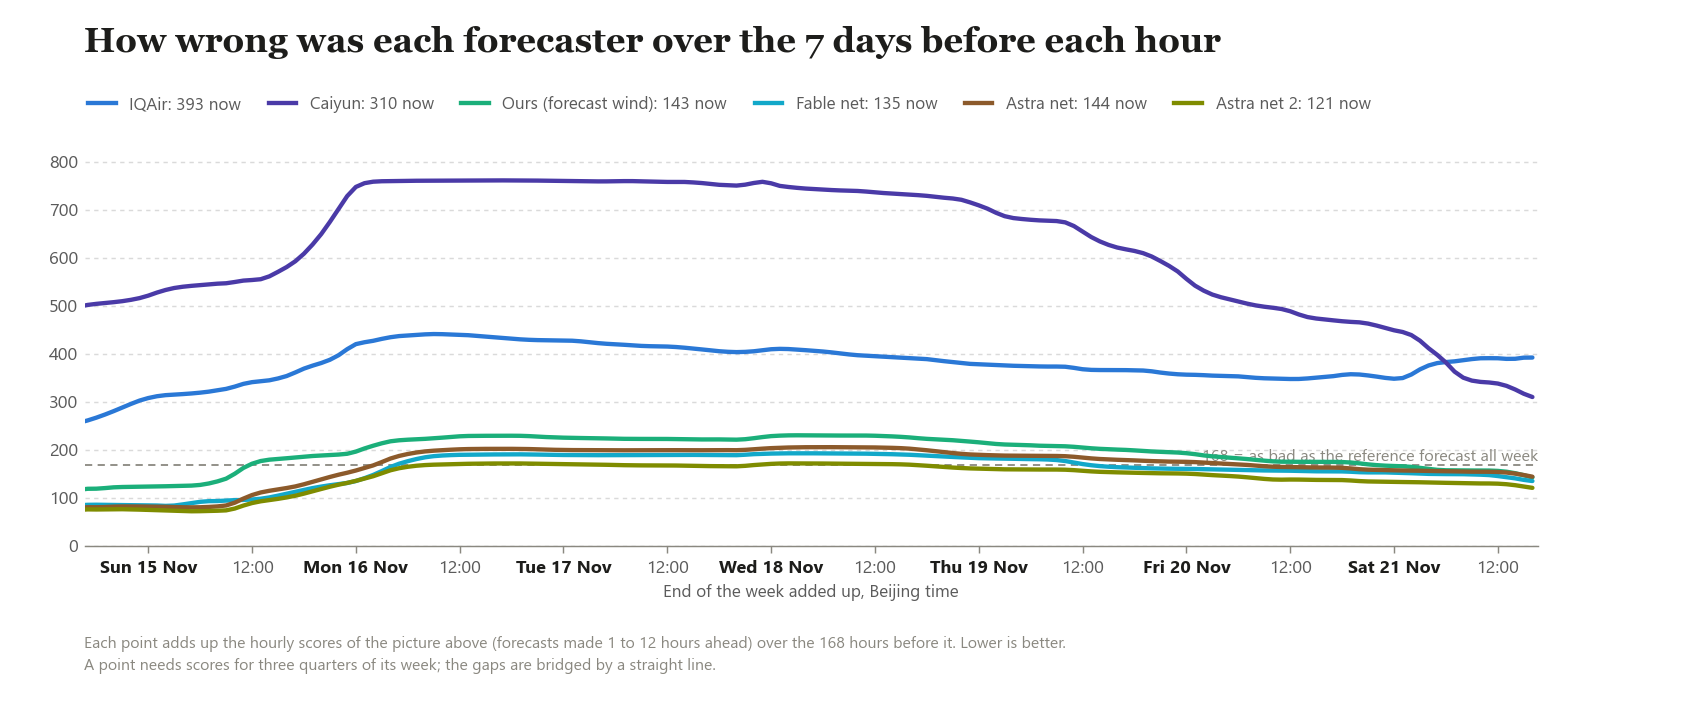 How wrong was each forecaster over the 7 days before each hour
IQAir: 393 now
Caiyun: 310 now
Ours (forecast wind): 143 now
Fable net: 135 now
Astra net: 144 now
Astra net 2: 121 now
800
700
600
500
400
300
200
100
0
168 = as bad as the reference forecast all week
Sun 15 Nov
12:00
Mon 16 Nov
12:00
Tue 17 Nov
12:00
Wed 18 Nov
12:00
Thu 19 Nov
12:00
Fri 20 Nov
12:00
Sat 21 Nov
12:00
End of the week added up, Beijing time
Each point adds up the hourly scores of the picture above (forecasts made 1 to 12 hours ahead) over the 168 hours before it. Lower is better.
A point needs scores for three quarters of its week; the gaps are bridged by a straight line.